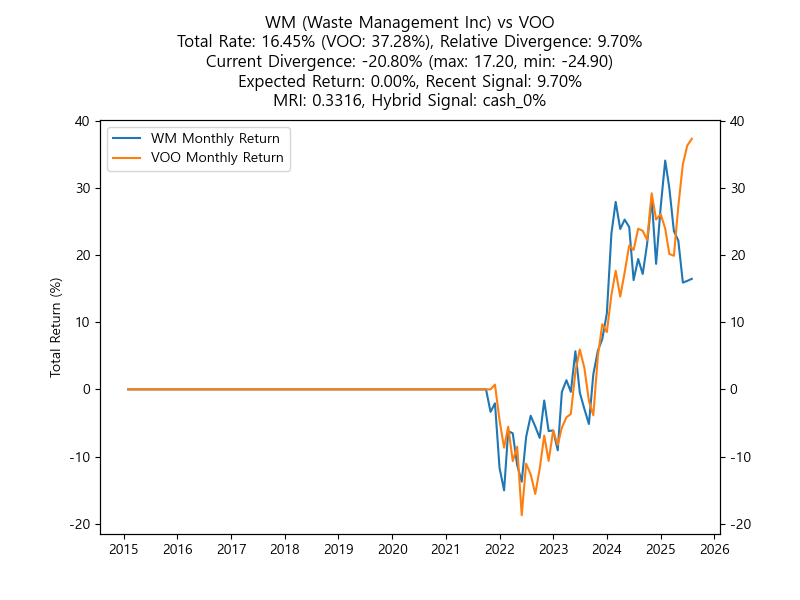 WM (Waste Management Inc) vs VOO
Total Rate: 16.45% (VOO: 37.28%), Relative Divergence: 9.70%
Current Divergence: -20.80% (max: 17.20, min: -24.90)
Expected Return: 0.00%, Recent Signal: 9.70%
MRI: 0.3316, Hybrid Signal: cash_0%
WM Monthly Return
VOO Monthly Return
Total Return (%)
40
30
20
10
0
-10
-20
40
30
20
10
0
-10
-20
2015 2016 2017 2018 2019 2020 2021 2022 2023 2024 2025 2026